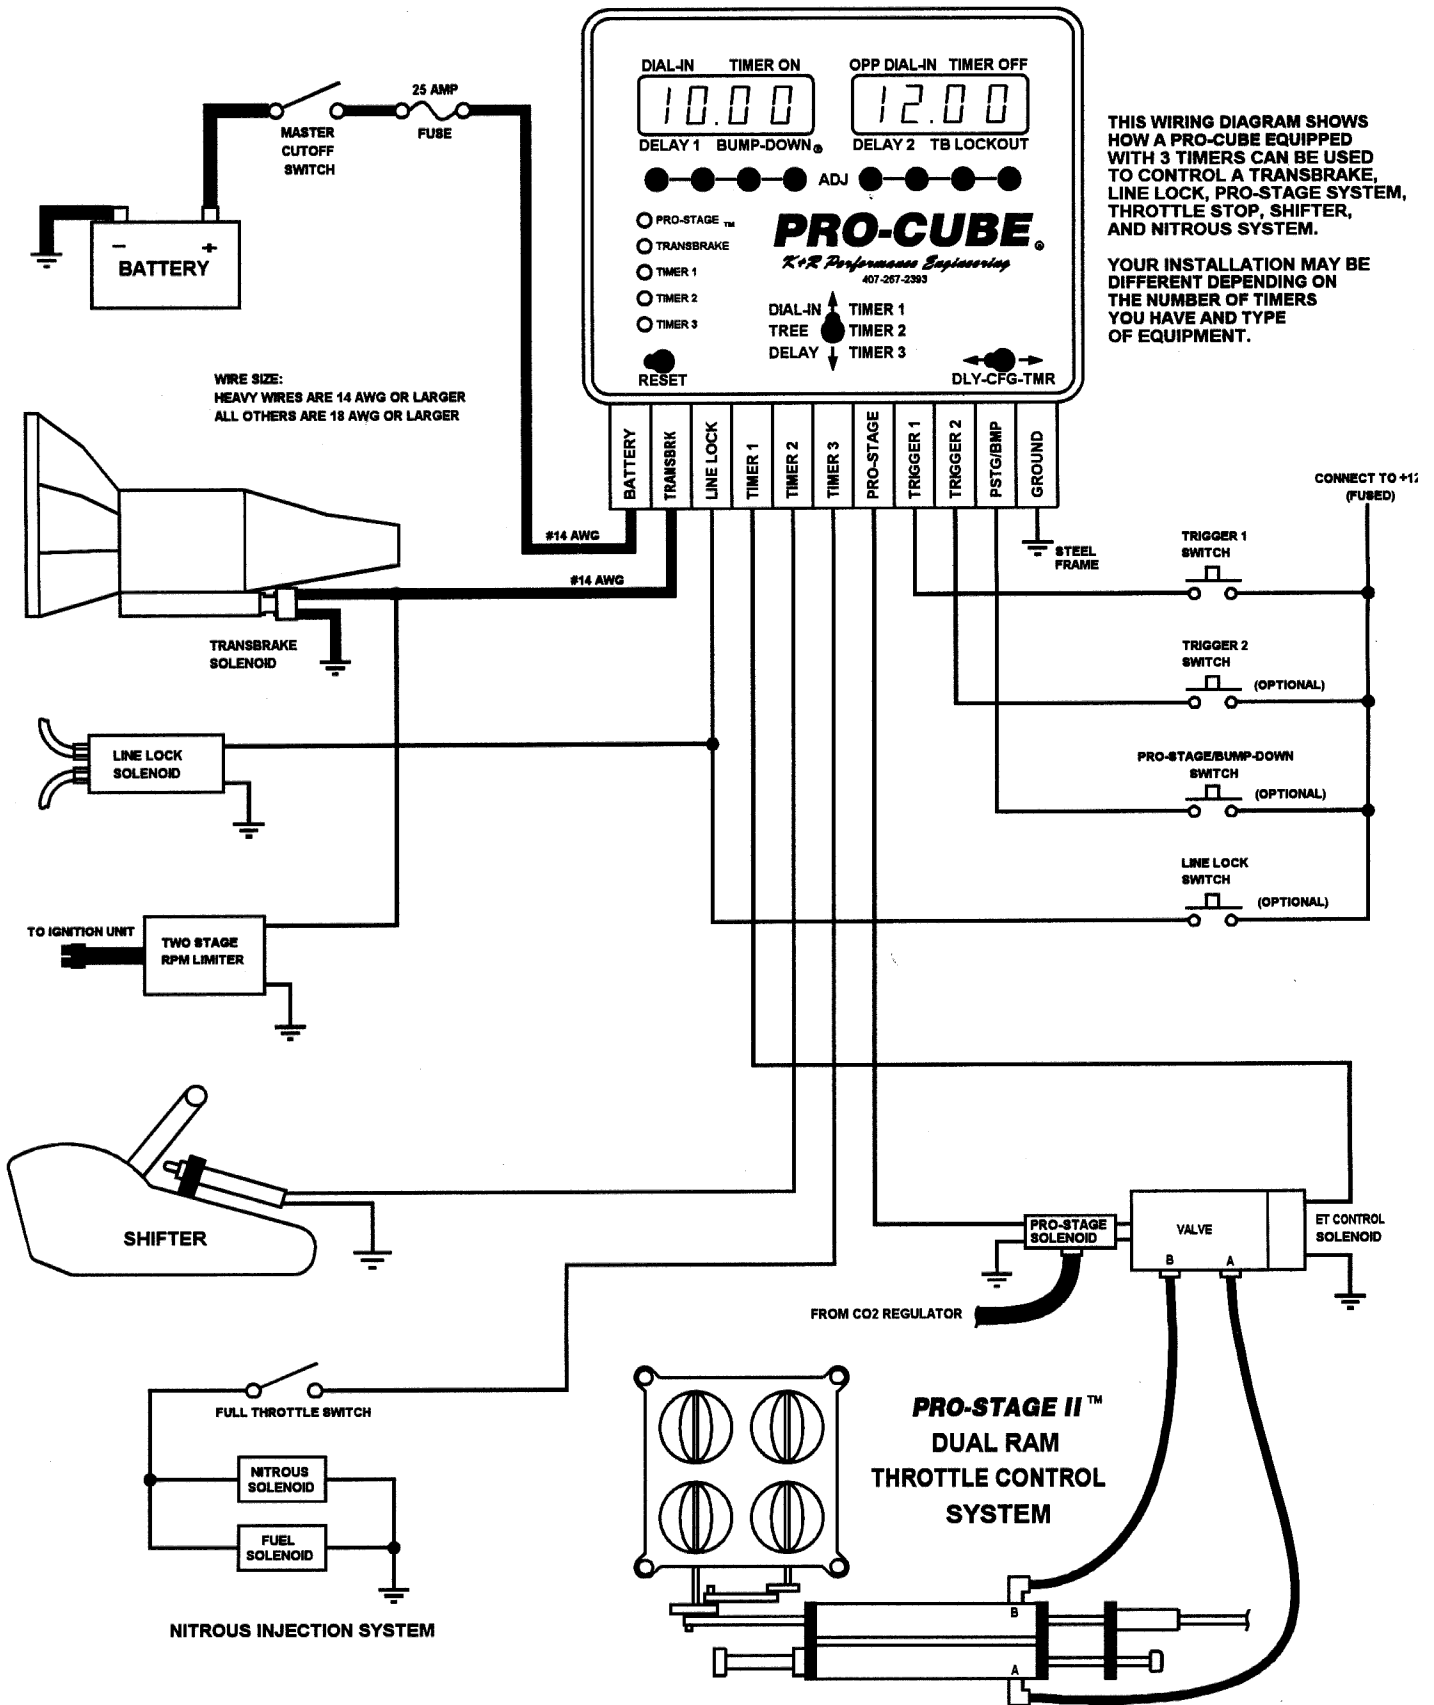 DIAL-IN TIMER ON
OPP DIAL-IN TIMER OFF
10.00
12.00
DELAY 1 BUMP-DOWN®
DELAY 2 TB LOCKOUT
ADJ
PRO-STAGE TM
TRANSBRAKE
TIMER 1
TIMER 2
TIMER 3
PRO-CUBE®
K+R Performance Engineering
407-267-2393
DIAL-IN TIMER 1
TREE TIMER 2
DELAY TIMER 3
RESET
DLY-CFG-TMR
BATTERY
TRANSBRK
LINE LOCK
TIMER 1
TIMER 2
TIMER 3
PRO-STAGE
TRIGGER 1
TRIGGER 2
PSTG/BMP
GROUND
25 AMP
FUSE
MASTER
CUTOFF
SWITCH
– +
BATTERY
THIS WIRING DIAGRAM SHOWS
HOW A PRO-CUBE EQUIPPED
WITH 3 TIMERS CAN BE USED
TO CONTROL A TRANSBRAKE,
LINE LOCK, PRO-STAGE SYSTEM,
THROTTLE STOP, SHIFTER,
AND NITROUS SYSTEM.
YOUR INSTALLATION MAY BE
DIFFERENT DEPENDING ON
THE NUMBER OF TIMERS
YOU HAVE AND TYPE
OF EQUIPMENT.
WIRE SIZE:
HEAVY WIRES ARE 14 AWG OR LARGER
ALL OTHERS ARE 18 AWG OR LARGER
#14 AWG
#14 AWG
STEEL
FRAME
CONNECT TO +12
(FUSED)
TRIGGER 1
SWITCH
TRANSBRAKE
SOLENOID
TRIGGER 2
SWITCH
(OPTIONAL)
LINE LOCK
SOLENOID
PRO-STAGE/BUMP-DOWN
SWITCH
(OPTIONAL)
LINE LOCK
SWITCH
(OPTIONAL)
TO IGNITION UNIT
TWO STAGE
RPM LIMITER
SHIFTER
PRO-STAGE
SOLENOID
VALVE
B A
ET CONTROL
SOLENOID
FROM CO2 REGULATOR
FULL THROTTLE SWITCH
NITROUS
SOLENOID
FUEL
SOLENOID
NITROUS INJECTION SYSTEM
PRO-STAGE II™
DUAL RAM
THROTTLE CONTROL
SYSTEM
B
A